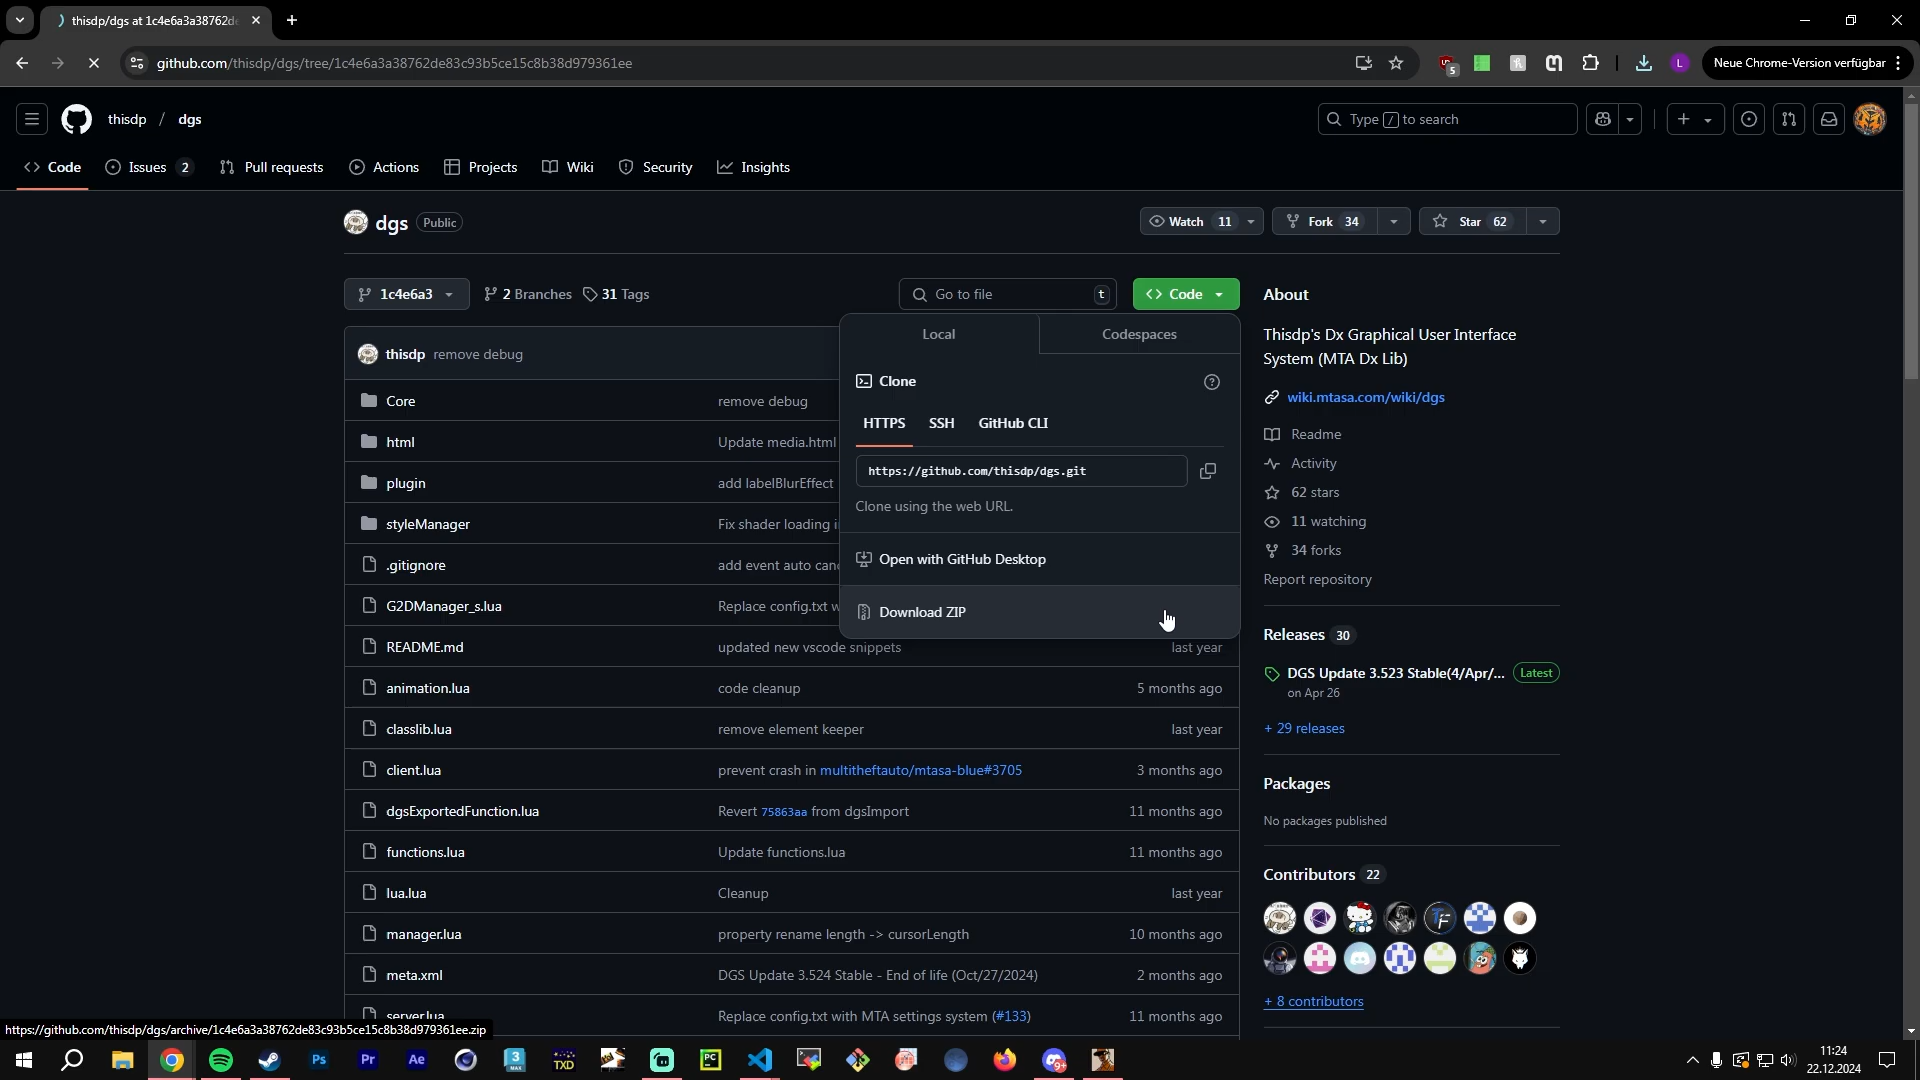 thisdp/dgs at 1c4e6a3a38762de
github.com/thisdp/dgs/tree/1c4e6a3a38762de83c93b5ce15c8b38d979361ee
5
L
Neue Chrome-Version verfügbar
thisdp / dgs
Type / to search
Code
Issues 2
Pull requests
Actions
Projects
Wiki
Security
Insights
dgs Public
Watch 11
Fork 34
Star 62
1c4e6a3
2 Branches
31 Tags
Go to file t
Code
Local
Codespaces
Clone
HTTPS SSH GitHub CLI
https://github.com/thisdp/dgs.git
Clone using the web URL.
Open with GitHub Desktop
Download ZIP
thisdp remove debug
Core remove debug
html Update media.html
plugin add labelBlurEffect
styleManager Fix shader loading
.gitignore add event auto
G2DManager_s.lua Replace config.txt
README.md updated new vscode snippets last year
animation.lua code cleanup 5 months ago
classlib.lua remove element keeper last year
client.lua prevent crash in multitheftauto/mtasa-blue#3705 3 months ago
dgsExportedFunction.lua Revert 75863aa from dgsImport 11 months ago
functions.lua Update functions.lua 11 months ago
lua.lua Cleanup last year
manager.lua property rename length -> cursorLength 10 months ago
meta.xml DGS Update 3.524 Stable - End of life (Oct/27/2024) 2 months ago
server.lua Replace config.txt with MTA settings system (#133) 11 months ago
About
Thisdp's Dx Graphical User Interface
System (MTA Dx Lib)
wiki.mtasa.com/wiki/dgs
Readme
Activity
62 stars
11 watching
34 forks
Report repository
Releases 30
DGS Update 3.523 Stable(4/Apr/... Latest
on Apr 26
+ 29 releases
Packages
No packages published
Contributors 22
TF
+ 8 contributors
https://github.com/thisdp/dgs/archive/1c4e6a3a38762de83c93b5ce15c8b38d979361ee.zip
Ps
Pr
Ae
3
MAX
TXD
PC
9+
11:24
22.12.2024